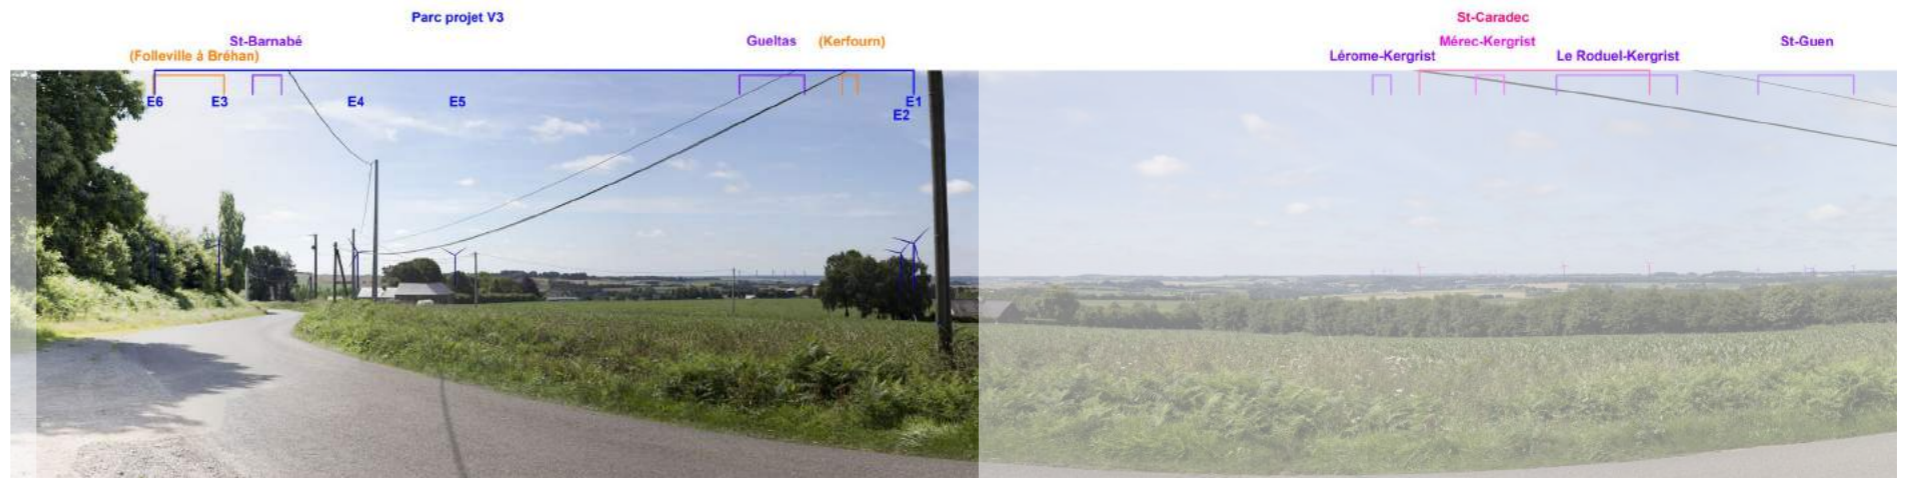 Parc projet V3
St-Caradec
St-Barnabé
Gueltas
(Kerfourn)
Mérec-Kergrist
St-Guen
(Folleville à Bréhan)
Lérome-Kergrist
Le Roduel-Kergrist
E6
E3
E4
E5
E1
E2